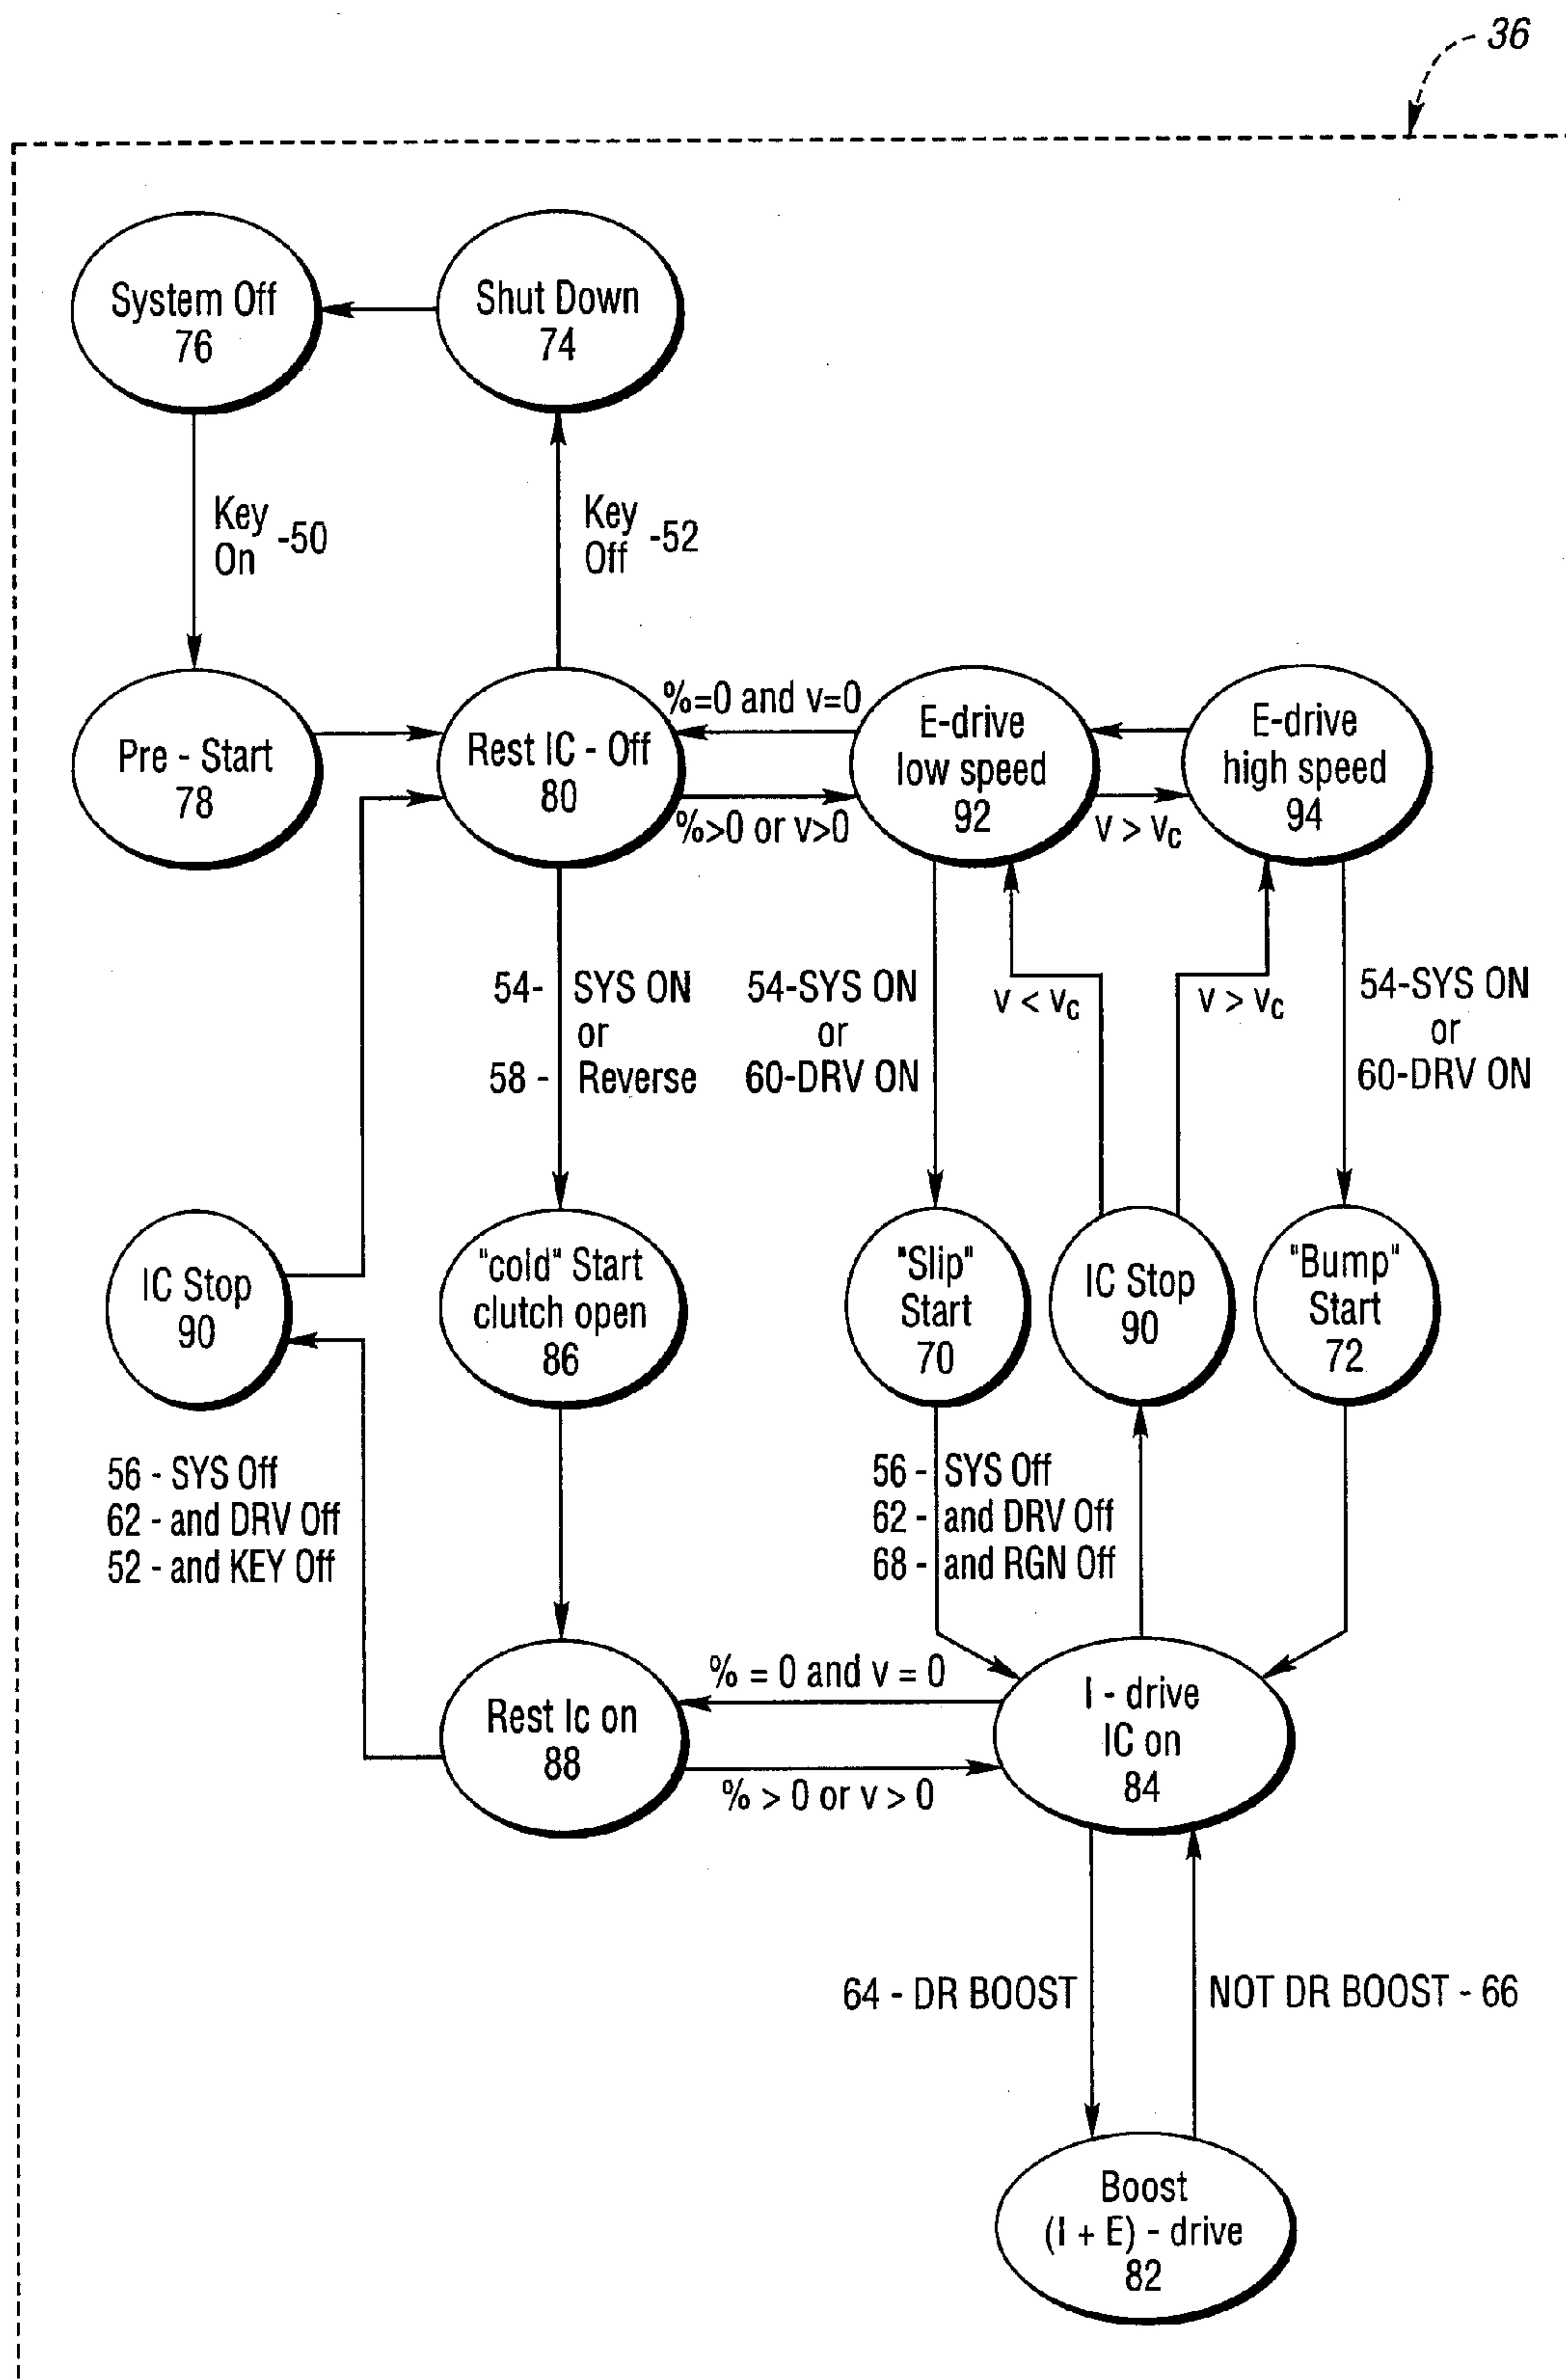 36
System Off
76
Shut Down
74
Key
On
-50
Key
Off
-52
Pre - Start
78
Rest IC - Off
80
%=0 and v=0
%>0 or v>0
E-drive
low speed
92
v > vc
E-drive
high speed
94
54- SYS ON
or
58 - Reverse
54-SYS ON
or
60-DRV ON
v < vc
v > vc
54-SYS ON
or
60-DRV ON
IC Stop
90
"cold" Start
clutch open
86
"Slip"
Start
70
IC Stop
90
"Bump"
Start
72
56 - SYS Off
62 - and DRV Off
52 - and KEY Off
56 - SYS Off
62 - and DRV Off
68 - and RGN Off
Rest Ic on
88
% = 0 and v = 0
% > 0 or v > 0
I - drive
IC on
84
64 - DR BOOST
NOT DR BOOST - 66
Boost
(I + E) - drive
82